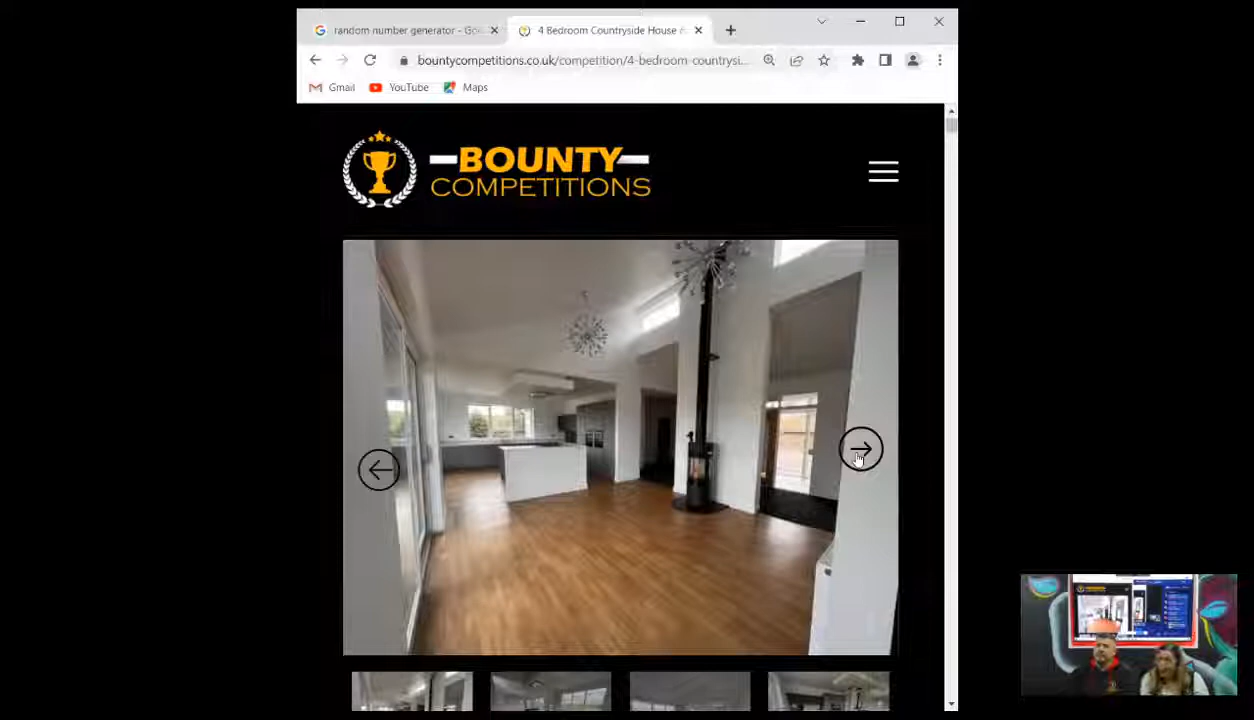 random number generator - Goo
4 Bedroom Countryside House A
bountycompetitions.co.uk/competition/4-bedroom-countrysi...
Gmail
YouTube
Maps
BOUNTY
COMPETITIONS